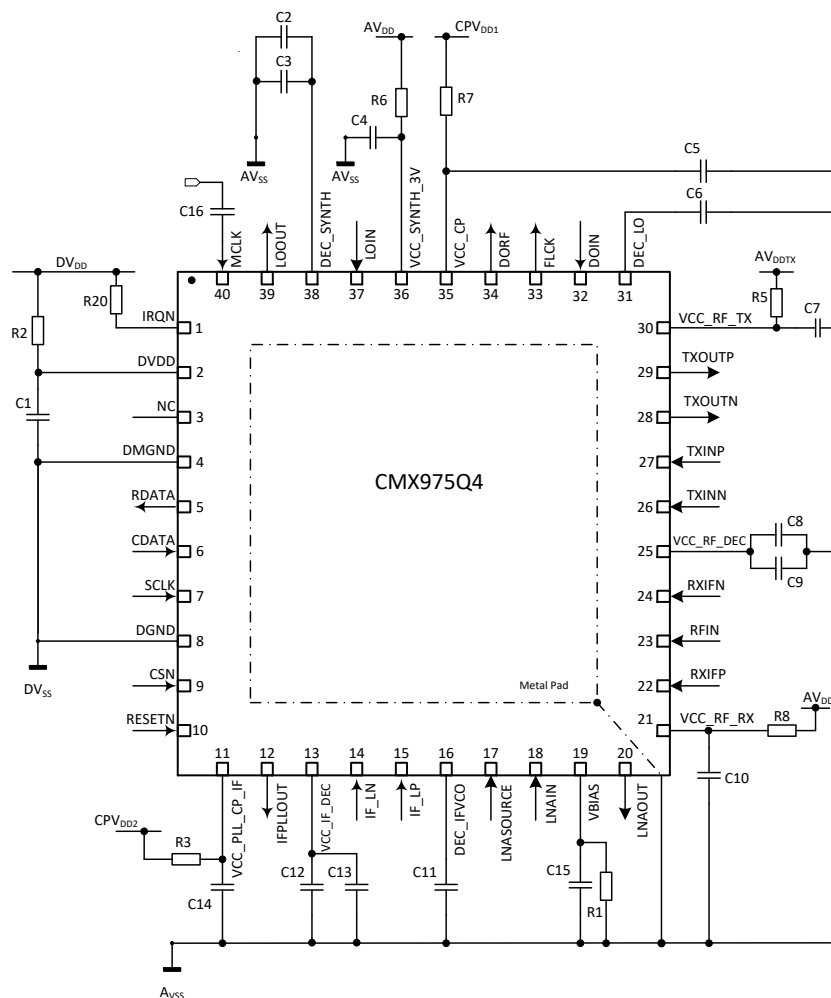 C2
AVDD
CPVDD1
C3
R6
R7
C4
C5
AVSS
AVSS
C6
C16
MCLK
LOOUT
DEC_SYNTH
LOIN
VCC_SYNTH_3V
VCC_CP
DORF
FLCK
DOIN
DEC_LO
DVDD
AVDDTX
40
39
38
37
36
35
34
33
32
31
R20
R5
C7
IRQN
1
30
VCC_RF_TX
R2
DVDD
2
29
TXOUTP
C1
NC
3
28
TXOUTN
DMGND
4
27
TXINP
CMX975Q4
RDATA
5
26
TXINN
CDATA
6
25
VCC_RF_DEC
C8
C9
SCLK
7
24
RXIFN
DGND
8
23
RFIN
DVSS
CSN
9
22
RXIFP
Metal Pad
AVDD
RESETN
10
21
VCC_RF_RX
R8
11
12
13
14
15
16
17
18
19
20
C10
CPVDD2
R3
VCC_PLL_CP_IF
IFPLLOUT
VCC_IF_DEC
IF_LN
IF_LP
DEC_IFVCO
LNASOURCE
LNAIN
VBIAS
LNAOUT
C14
C12
C13
C11
C15
R1
AVSS